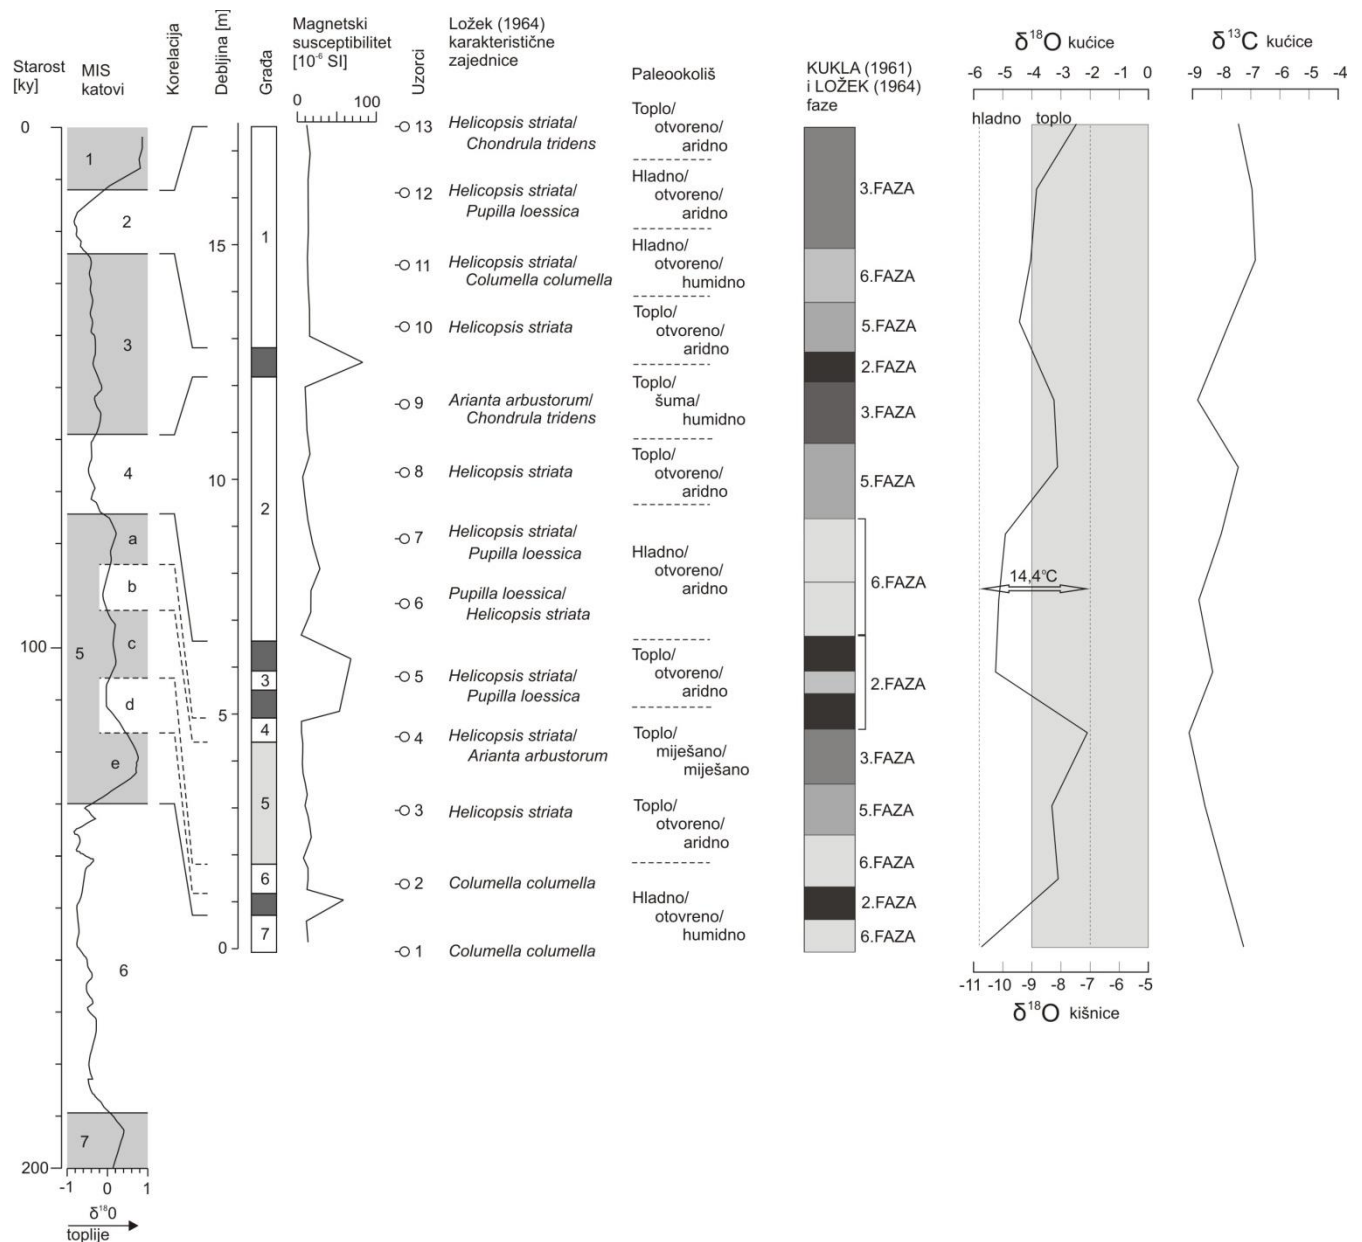 Starost
[ky]
MIS
katovi
Korelacija
Debljina [m]
Građa
Magnetski
susceptibilitet
[10⁻⁶ SI]
0 100
Uzorci
Ložek (1964)
karakteristične
zajednice
Paleookoliš
KUKLA (1961)
i LOŽEK (1964)
faze
δ¹⁸O kućice
-6 -5 -4 -3 -2 -1 0
δ¹³C kućice
-9 -8 -7 -6 -5 -4
hladno toplo
0
100
200
1
2
3
4
5
a
b
c
d
e
6
7
-1 0 1
δ¹⁸0
toplije
15
10
5
0
1
2
3
4
5
6
7
13 Helicopsis striata/
Chondrula tridens
12 Helicopsis striata/
Pupilla loessica
11 Helicopsis striata/
Columella columella
10 Helicopsis striata
9 Arianta arbustorum/
Chondrula tridens
8 Helicopsis striata
7 Helicopsis striata/
Pupilla loessica
6 Pupilla loessica/
Helicopsis striata
5 Helicopsis striata/
Pupilla loessica
4 Helicopsis striata/
Arianta arbustorum
3 Helicopsis striata
2 Columella columella
1 Columella columella
Toplo/
otvoreno/
aridno
Hladno/
otvoreno/
aridno
Hladno/
otvoreno/
humidno
Toplo/
otvoreno/
aridno
Toplo/
šuma/
humidno
Toplo/
otvoreno/
aridno
Hladno/
otvoreno/
aridno
Toplo/
otvoreno/
aridno
Toplo/
miješano/
miješano
Toplo/
otvoreno/
aridno
Hladno/
otovreno/
humidno
3.FAZA
6.FAZA
5.FAZA
2.FAZA
3.FAZA
5.FAZA
6.FAZA
2.FAZA
3.FAZA
5.FAZA
6.FAZA
2.FAZA
6.FAZA
14,4°C
-11 -10 -9 -8 -7 -6 -5
δ¹⁸O kišnice